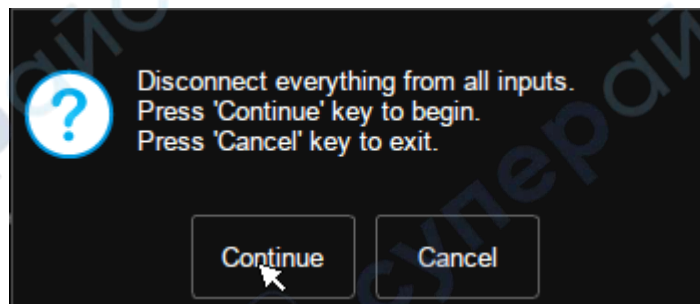 Disconnect everything from all inputs.
Press 'Continue' key to begin.
Press 'Cancel' key to exit.
Continue
Cancel